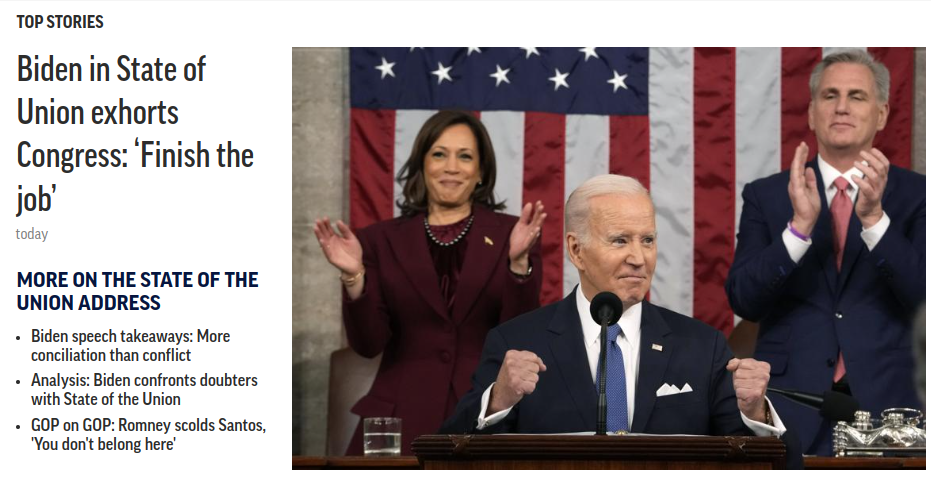 TOP STORIES
Biden in State of
Union exhorts
Congress: ‘Finish the
job’
today
MORE ON THE STATE OF THE
UNION ADDRESS
• Biden speech takeaways: More
conciliation than conflict
• Analysis: Biden confronts doubters
with State of the Union
• GOP on GOP: Romney scolds Santos,
'You don't belong here'